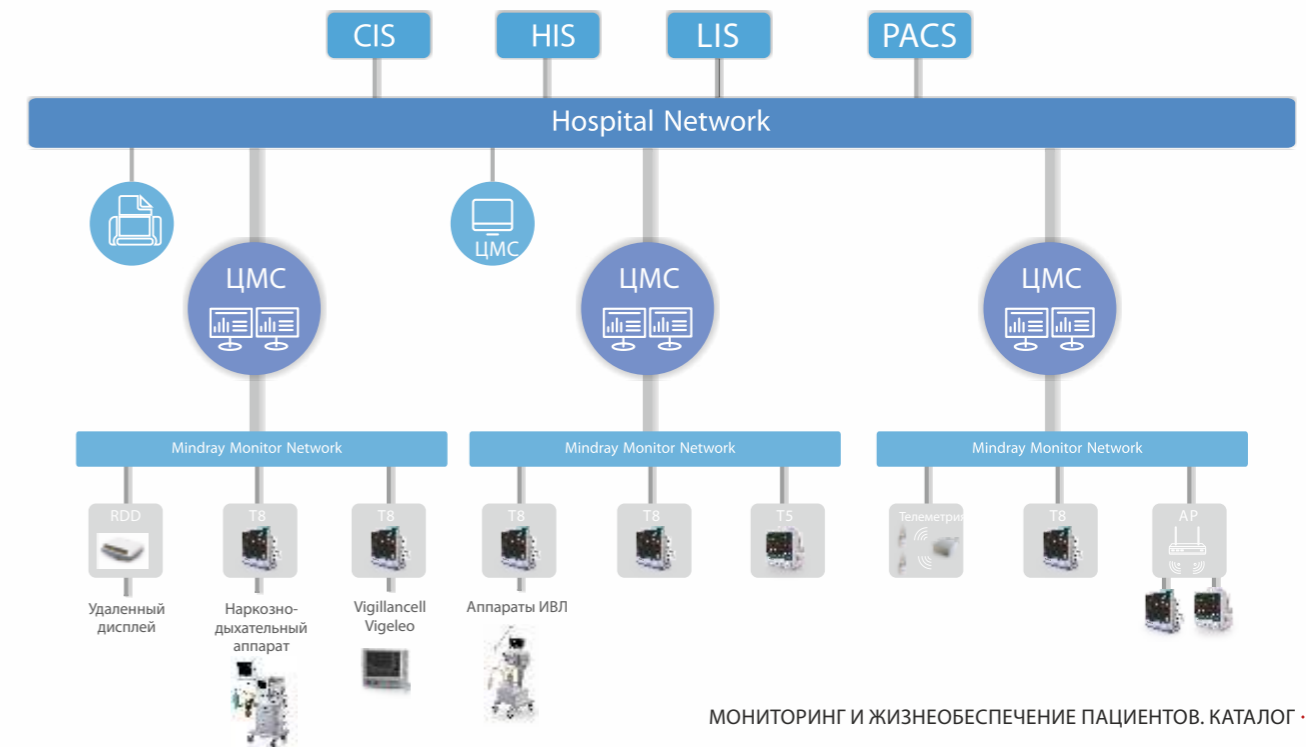 CIS
HIS
LIS
PACS
Hospital Network
ЦМС
ЦМС
ЦМС
ЦМС
Mindray Monitor Network
Mindray Monitor Network
Mindray Monitor Network
RDD
T8
T8
T8
T8
T5
Телеметрия
T8
AP
Удаленный
дисплей
Наркозно-
дыхательный
аппарат
Vigillancell
Vigeleo
Аппараты ИВЛ
МОНИТОРИНГ И ЖИЗНЕОБЕСПЕЧЕНИЕ ПАЦИЕНТОВ. КАТАЛОГ ·